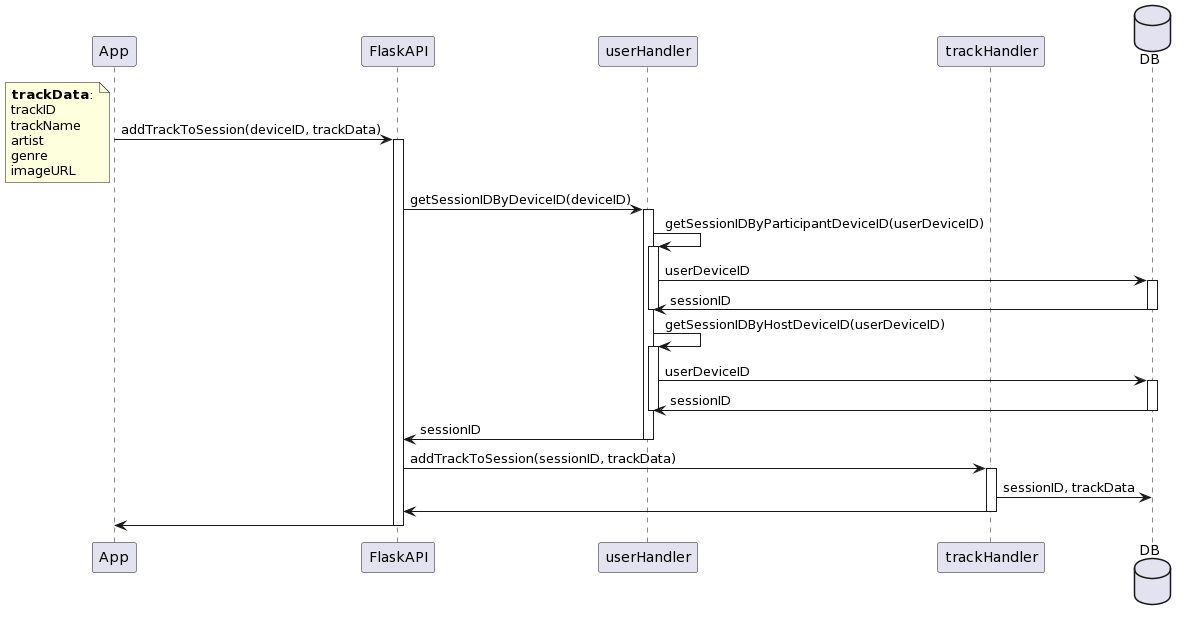 DB
App
FlaskAPI
userHandler
trackHandler
trackData:
trackID
trackName
artist
genre
imageURL
addTrackToSession(deviceID, trackData)
getSessionIDByDeviceID(deviceID)
getSessionIDByParticipantDeviceID(userDeviceID)
userDeviceID
sessionID
getSessionIDByHostDeviceID(userDeviceID)
userDeviceID
sessionID
sessionID
addTrackToSession(sessionID, trackData)
sessionID, trackData
App
FlaskAPI
userHandler
trackHandler
DB